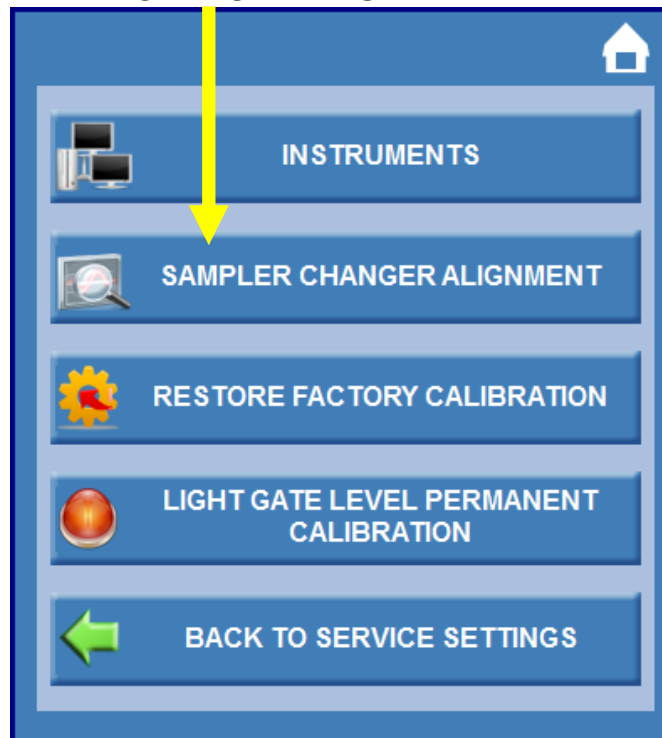 INSTRUMENTS
SAMPLER CHANGER ALIGNMENT
RESTORE FACTORY CALIBRATION
LIGHT GATE LEVEL PERMANENT
CALIBRATION
BACK TO SERVICE SETTINGS